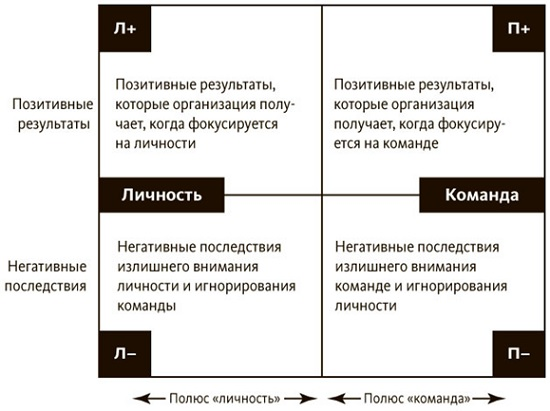 Л+
П+
Позитивные
результаты
Позитивные результаты,
которые организация полу-
чает, когда фокусируется
на личности
Позитивные результаты,
которые организация
получает, когда фокусиру-
ется на команде
Личность
Команда
Негативные
последствия
Негативные последствия
излишнего внимания
личности и игнорирования
команды
Негативные последствия
излишнего внимания
команде и игнорирования
личности
Л–
П–
Полюс «личность»
Полюс «команда»